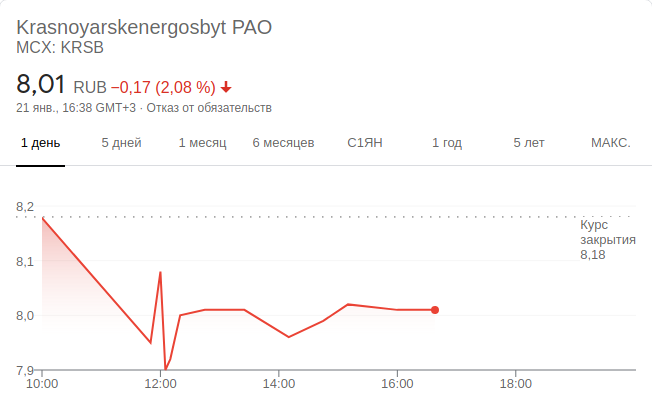 Krasnoyarskenergosbyt PAO
MCX: KRSB
8,01 RUB −0,17 (2,08 %)
21 янв., 16:38 GMT+3 · Отказ от обязательств
1 день 5 дней 1 месяц 6 месяцев С1ЯН 1 год 5 лет МАКС.
8,2
Курс
закрытия
8,18
8,1
8,0
7,9
10:00 12:00 14:00 16:00 18:00